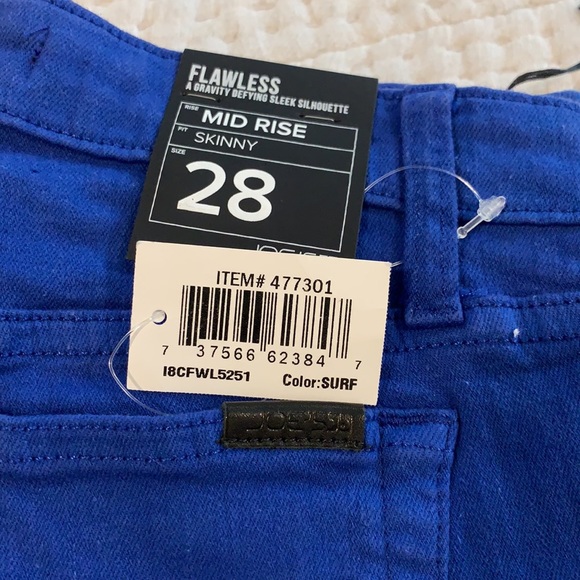 FLAWLESS
A GRAVITY DEFYING SLEEK SILHOUETTE
RISE
MID RISE
FIT
SKINNY
SIZE
28
ITEM# 477301
7 37566 62384 7
I8CFWL5251 Color:SURF
JOE'S